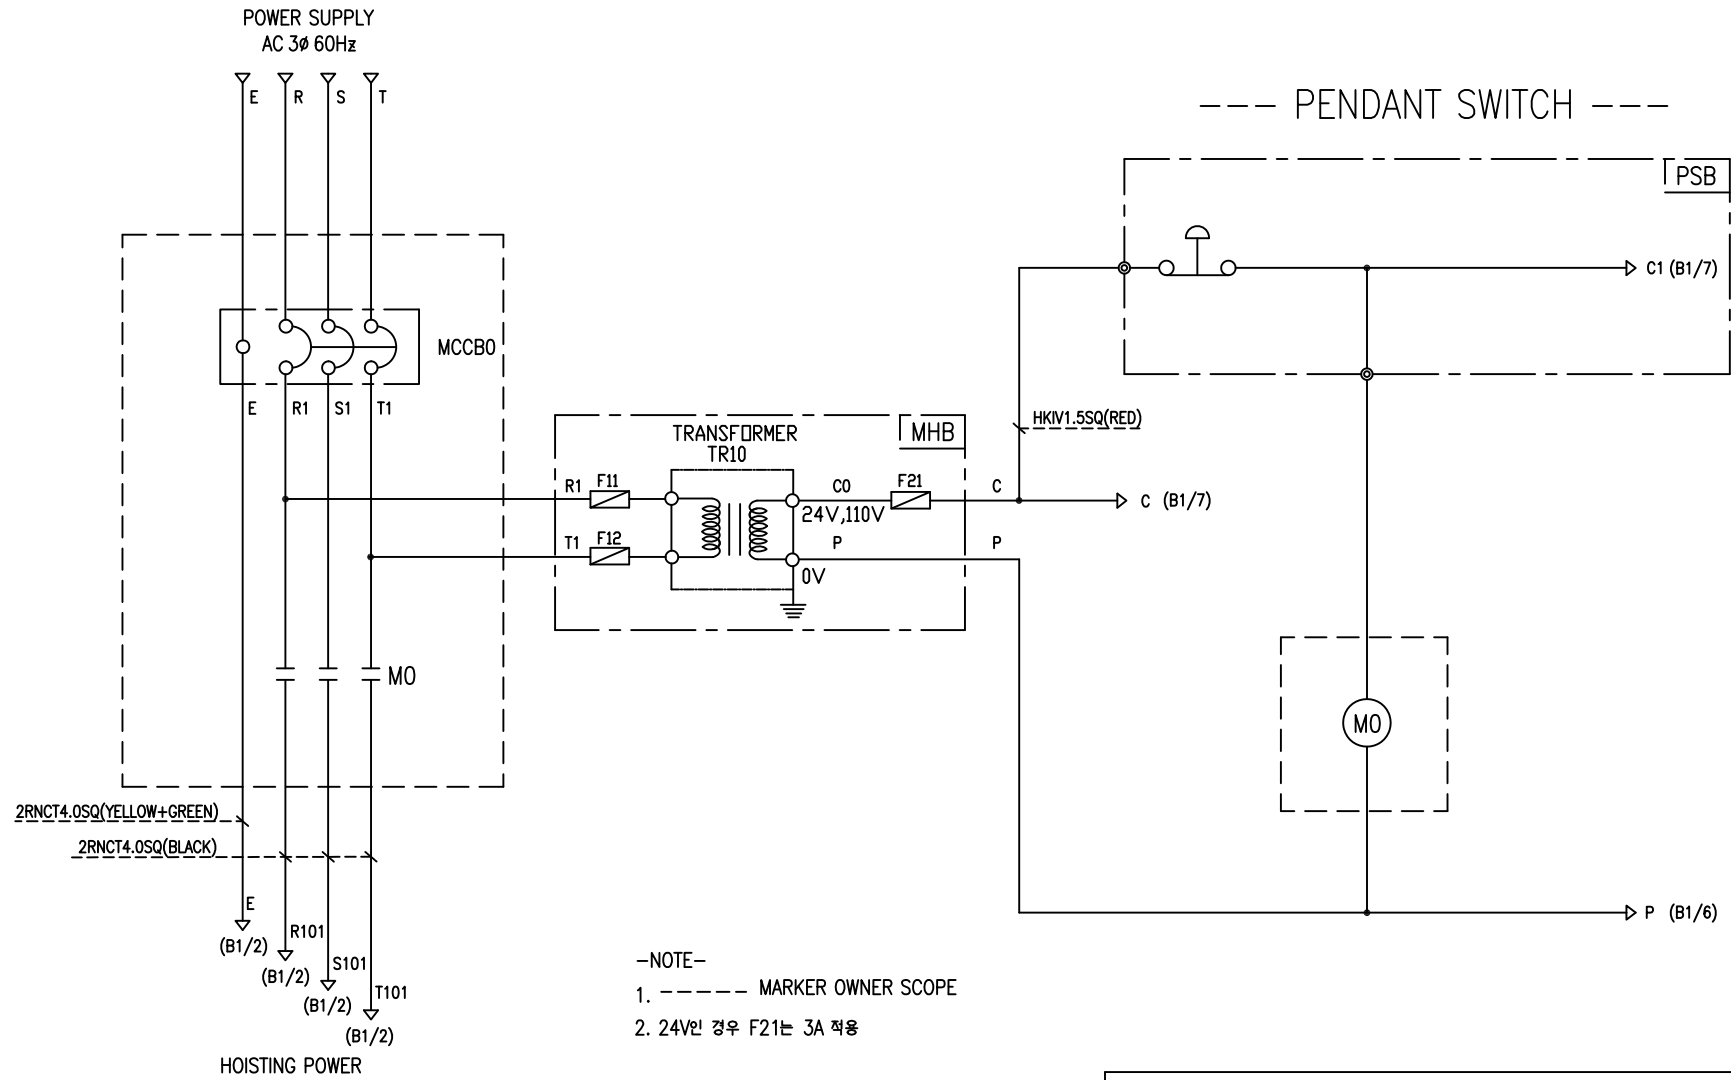 POWER SUPPLY
AC 3ø 60Hz
E R S T
--- PENDANT SWITCH ---
PSB
C1 (B1/7)
MCCB0
E R1 S1 T1
HKIV1.5SQ(RED)
TRANSFORMER
TR10
MHB
R1 F11 C0 F21 C
C (B1/7)
24V,110V
T1 F12 P P
0V
M0
M0
2RNCT4.0SQ(YELLOW+GREEN)
2RNCT4.0SQ(BLACK)
E
(B1/2)
R101
(B1/2)
S101
(B1/2)
T101
(B1/2)
HOISTING POWER
P (B1/6)
-NOTE-
1. ------ MARKER OWNER SCOPE
2. 24V인 경우 F21는 3A 적용